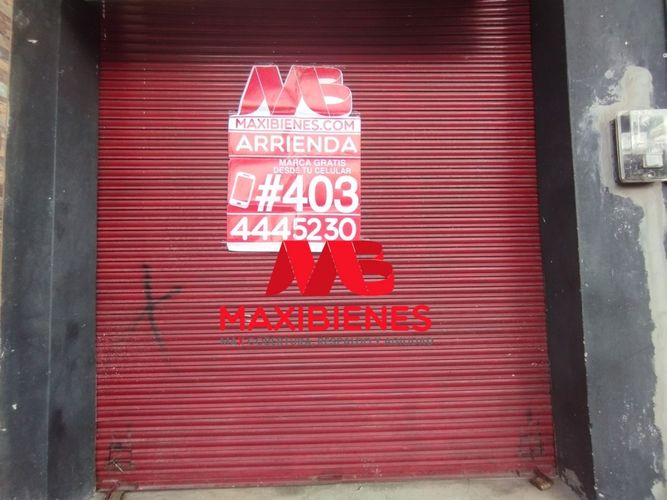 MB
MAXIBIENES.COM
ARRIENDA
MARCA GRATIS
DESDE TU CELULAR
#403
4445230
MB
MAXIBIENES